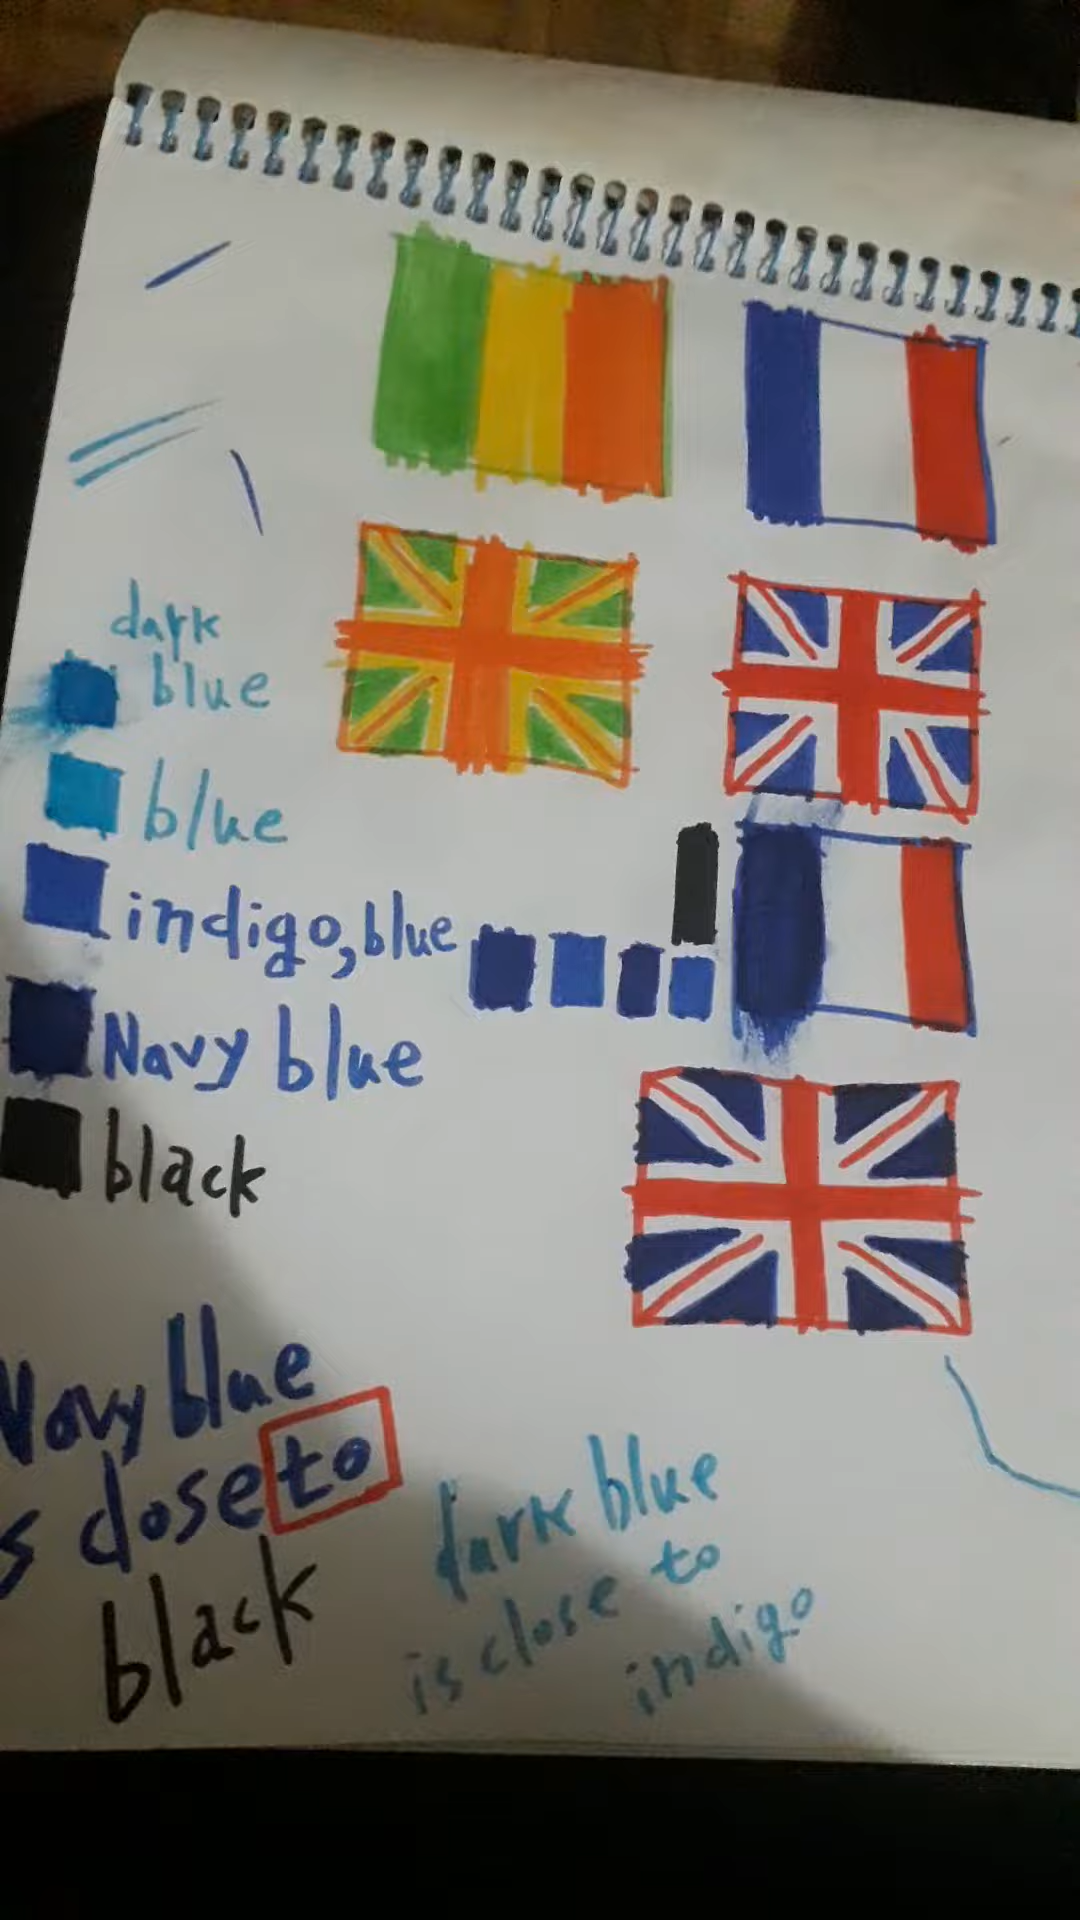 dark
blue
blue
indigo, blue
Navy blue
black
Navy blue
s close to
black
dark blue
is close to
indigo